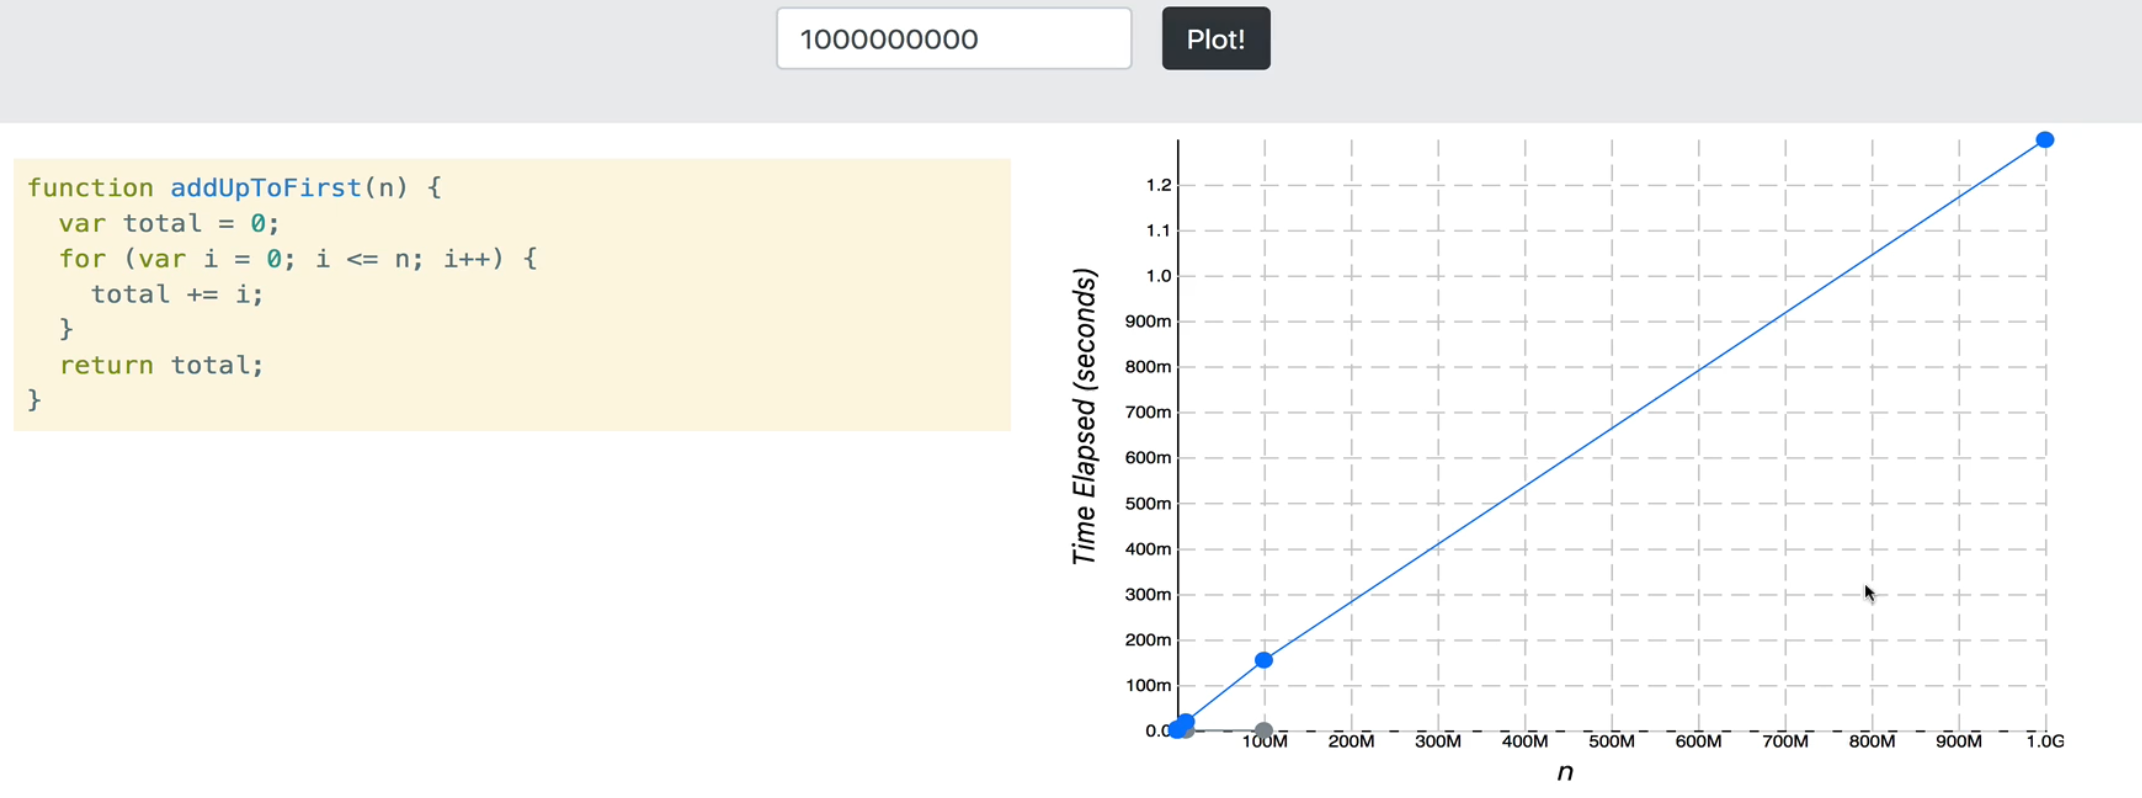 1000000000
Plot!
function addUpToFirst(n) {
  var total = 0;
  for (var i = 0; i <= n; i++) {
    total += i;
  }
  return total;
}
Time Elapsed (seconds)
1.2
1.1
1.0
900m
800m
700m
600m
500m
400m
300m
200m
100m
0.0
100M 200M 300M 400M 500M 600M 700M 800M 900M 1.0G
n